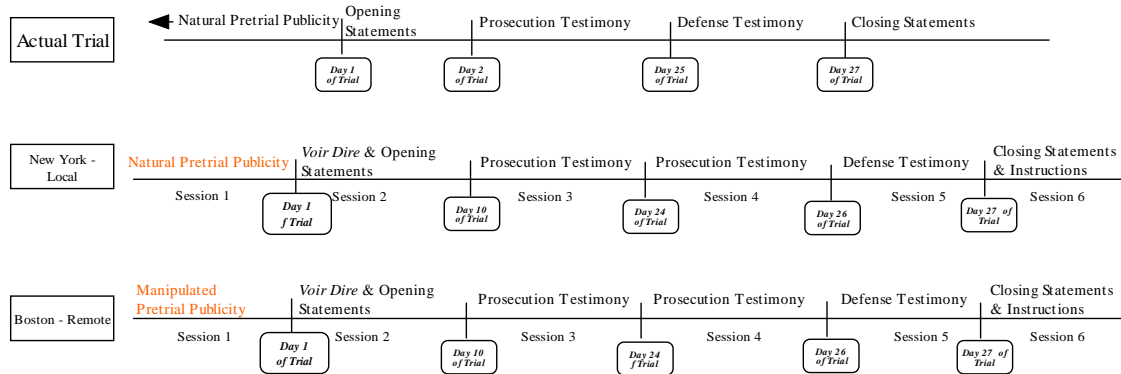 Natural Pretrial Publicity
Opening
Statements
Prosecution Testimony
Defense Testimony
Closing Statements
Actual Trial
Day 1
of Trial
Day 2
of Trial
Day 25
of Trial
Day 27
of Trial
New York -
Local
Natural Pretrial Publicity
Voir Dire & Opening
Statements
Prosecution Testimony
Prosecution Testimony
Defense Testimony
Closing Statements
& Instructions
Session 1
Session 2
Session 3
Session 4
Session 5
Session 6
Day 1
f Trial
Day 10
of Trial
Day 24
of Trial
Day 26
of Trial
Day 27 of
Trial
Boston - Remote
Manipulated
Pretrial Publicity
Voir Dire & Opening
Statements
Prosecution Testimony
Prosecution Testimony
Defense Testimony
Closing Statements
& Instructions
Session 1
Session 2
Session 3
Session 4
Session 5
Session 6
Day 1
of Trial
Day 10
of Trial
Day 24
f Trial
Day 26
of Trial
Day 27 of
Trial